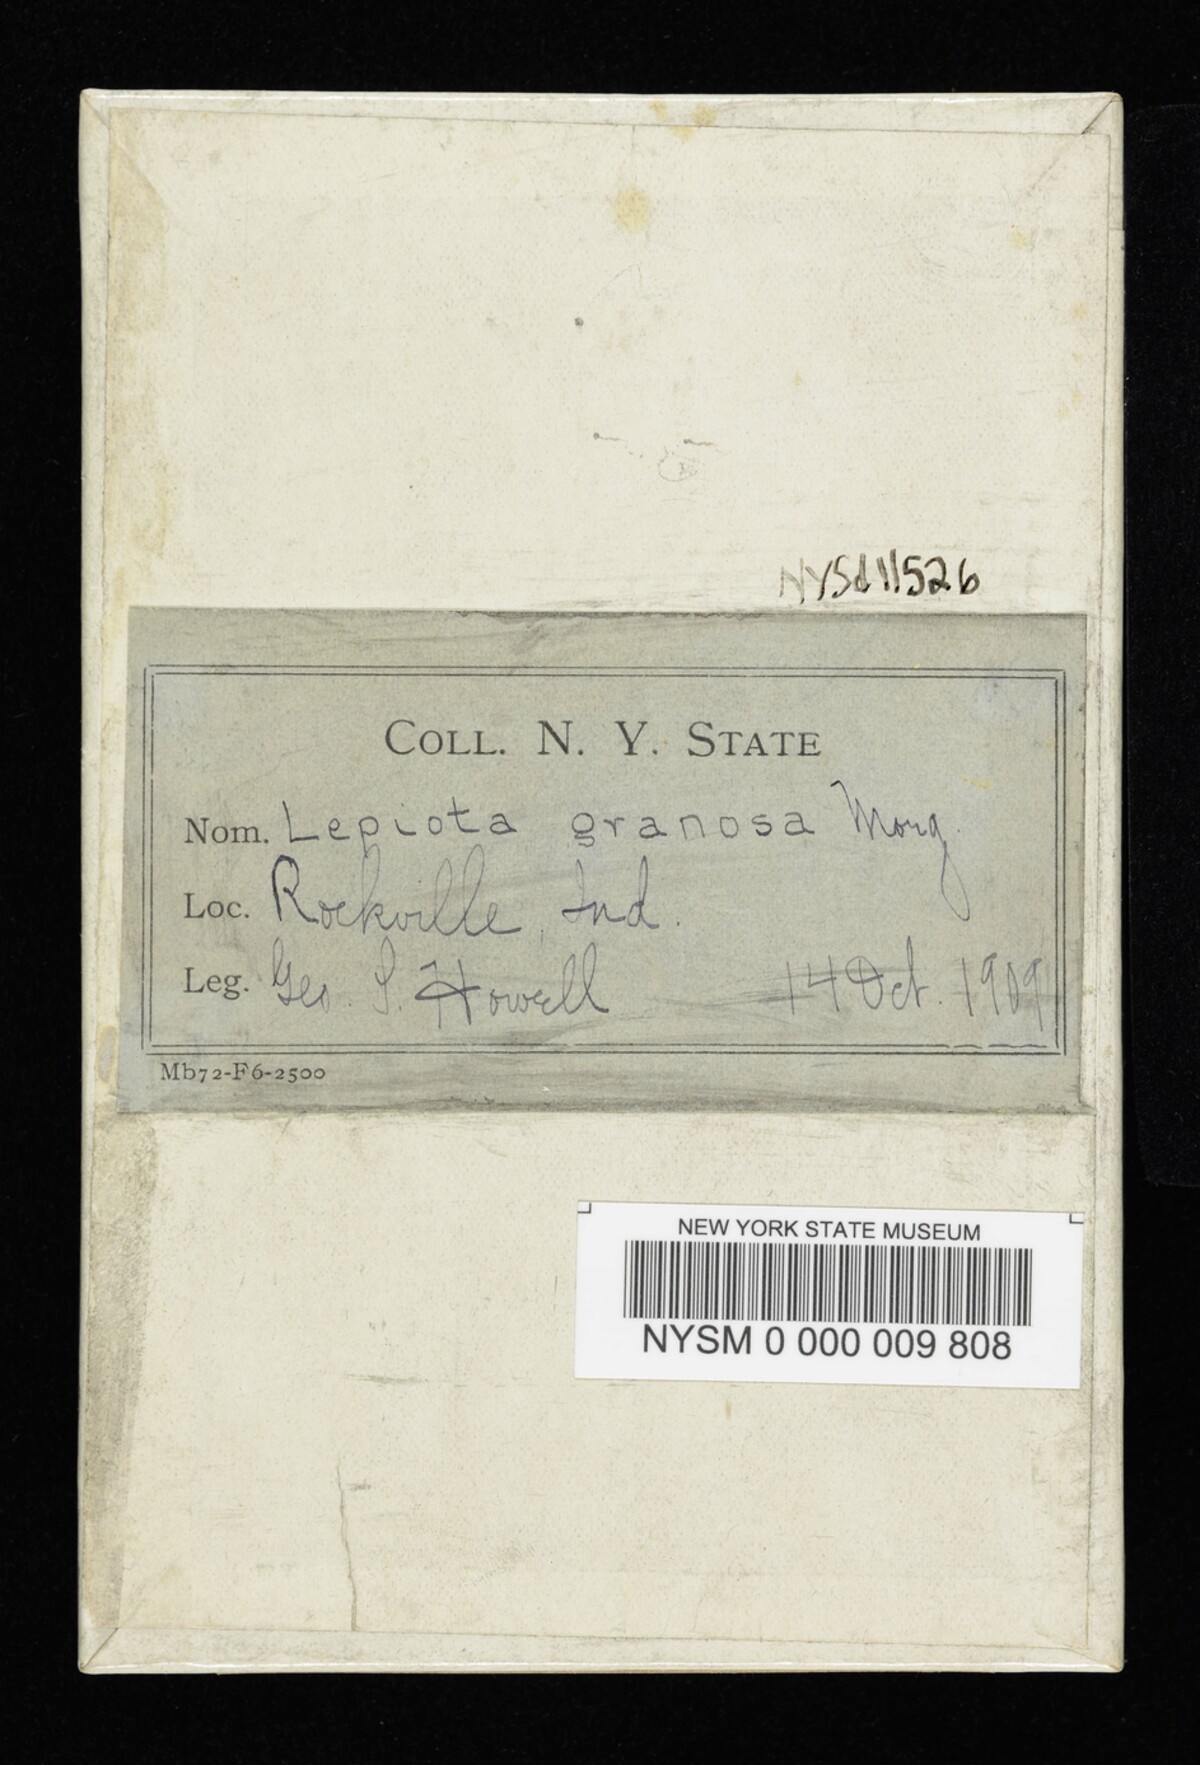 NYSd11526
COLL. N. Y. STATE
Nom. Lepiota granosa Morg.
Loc. Rockville, Ind.
Leg. Geo. S. Howell 14 Oct. 1909
Mb72-F6-2500
NEW YORK STATE MUSEUM
NYSM 0 000 009 808